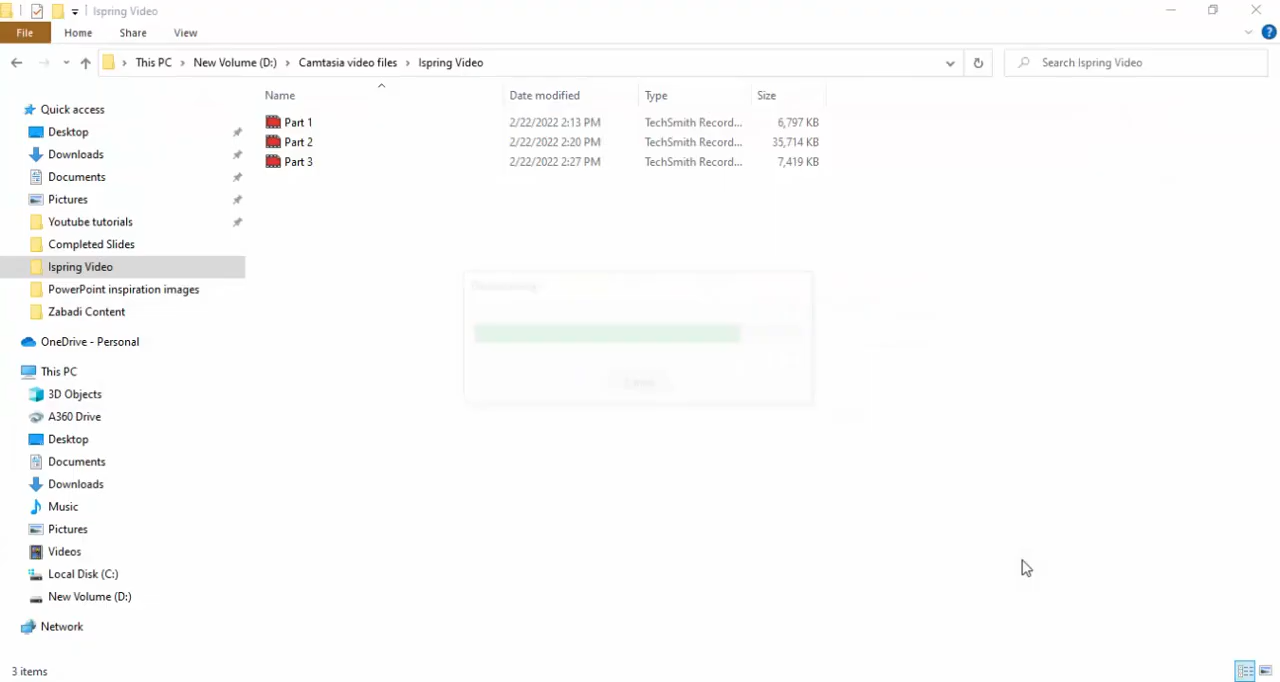 Ispring Video
File Home Share View
This PC New Volume (D:) Camtasia video files Ispring Video
Search Ispring Video
Name Date modified Type Size
Part 1 2/22/2022 2:13 PM TechSmith Record... 6,797 KB
Part 2 2/22/2022 2:20 PM TechSmith Record... 35,714 KB
Part 3 2/22/2022 2:27 PM TechSmith Record... 7,419 KB
Quick access
Desktop
Downloads
Documents
Pictures
Youtube tutorials
Completed Slides
Ispring Video
PowerPoint inspiration images
Zabadi Content
OneDrive - Personal
This PC
3D Objects
A360 Drive
Desktop
Documents
Downloads
Music
Pictures
Videos
Local Disk (C:)
New Volume (D:)
Network
3 items